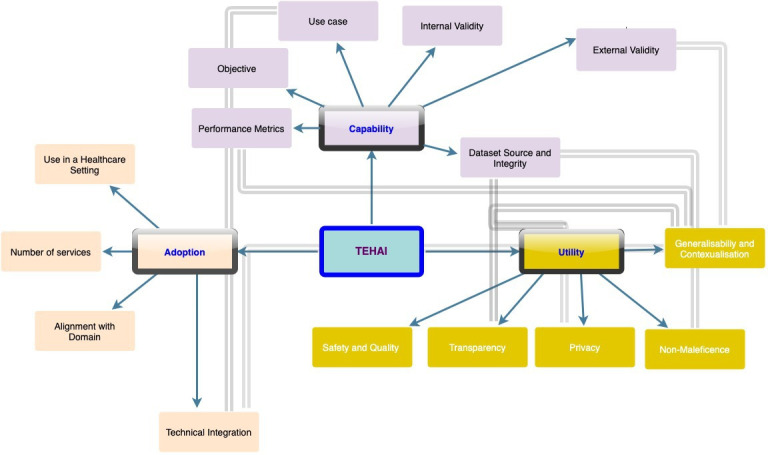 Use case
Internal Validity
External Validity
Objective
Performance Metrics
Capability
Dataset Source and
Integrity
Use in a Healthcare
Setting
Number of services
Adoption
TEHAI
Utility
Generalisabiliy and
Contexualisation
Alignment with
Domain
Safety and Quality
Transparency
Privacy
Non-Maleficence
Technical Integration